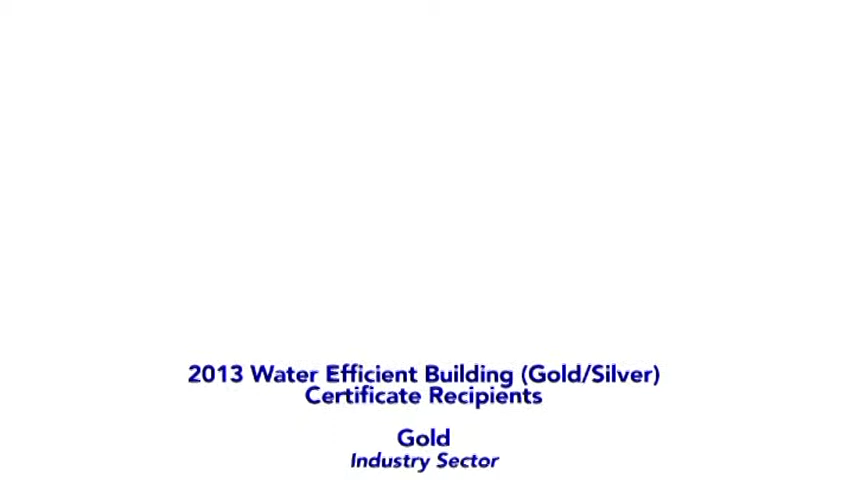 2013 Water Efficient Building (Gold/Silver)
Certificate Recipients
Gold
Industry Sector